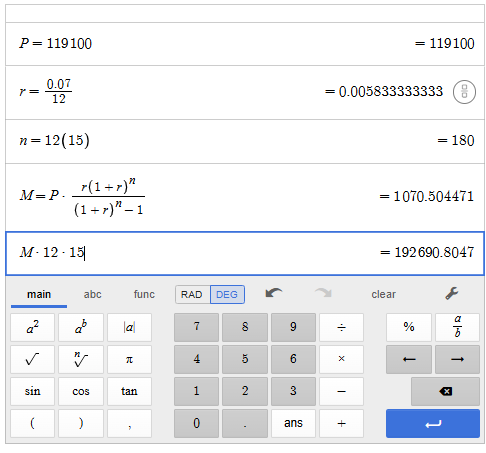 P = 119100 = 119100
r = 0.07/12 = 0.005833333333
n = 12(15) = 180
M = P · r(1 + r)^n / (1 + r)^n − 1 = 1070.504471
M · 12 · 15 = 192690.8047
main abc func RAD DEG clear
a² a^b |a| 7 8 9 ÷ % a/b
√ ⁿ√ π 4 5 6 × ← →
sin cos tan 1 2 3 −
( ) , 0 . ans +